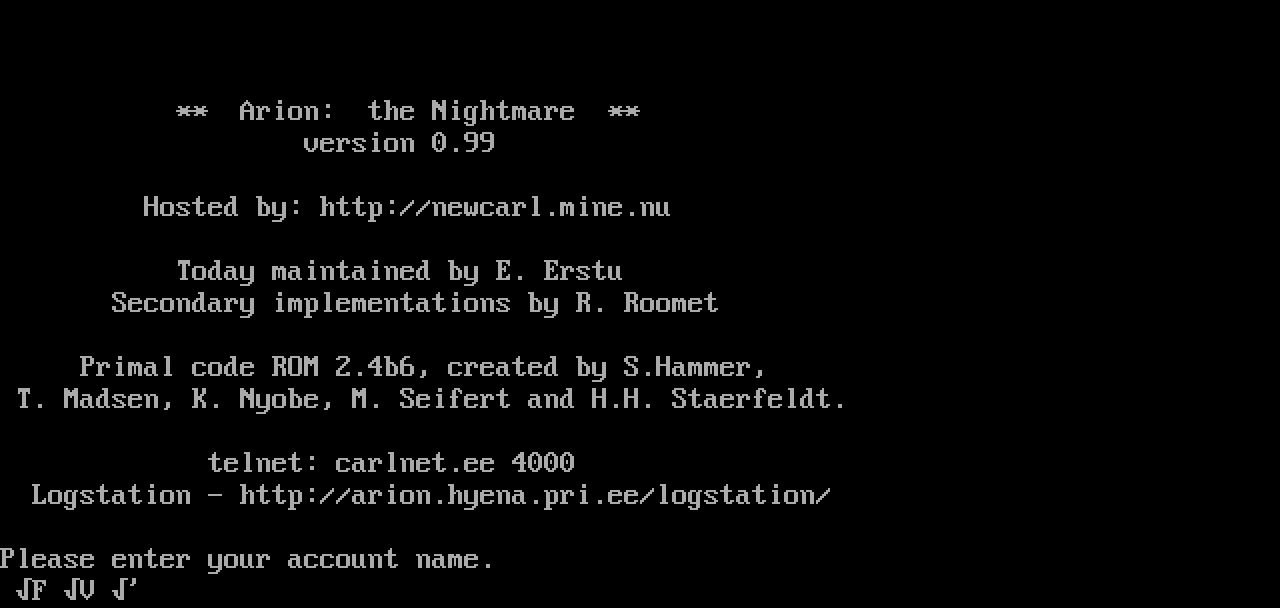 ** Arion: the Nightmare **
version 0.99
Hosted by: http://newcarl.mine.nu
Today maintained by E. Erstu
Secondary implementations by R. Roomet
Primal code ROM 2.4b6, created by S.Hammer,
T. Madsen, K. Nyobe, M. Seifert and H.H. Staerfeldt.
telnet: carlnet.ee 4000
Logstation - http://arion.hyena.pri.ee/logstation/
Please enter your account name.
√F √V √'